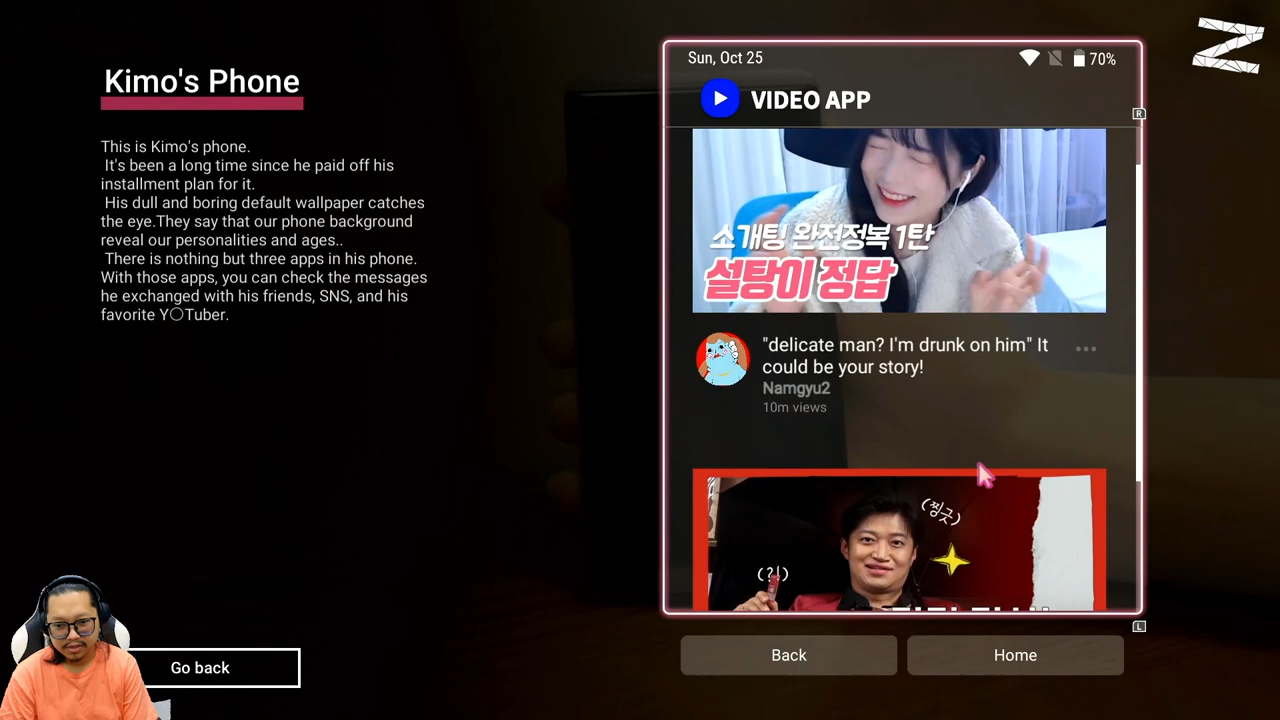 Kimo's Phone
This is Kimo's phone.
It's been a long time since he paid off his
installment plan for it.
His dull and boring default wallpaper catches
the eye.They say that our phone background
reveal our personalities and ages..
There is nothing but three apps in his phone.
With those apps, you can check the messages
he exchanged with his friends, SNS, and his
favorite Y〇Tuber.
Go back
Sun, Oct 25
70%
VIDEO APP
R
소개팅 완전정복 1탄
설탕이 정답
"delicate man? I'm drunk on him" It
could be your story!
Namgyu2
10m views
(찡긋)
L
Back
Home
Z